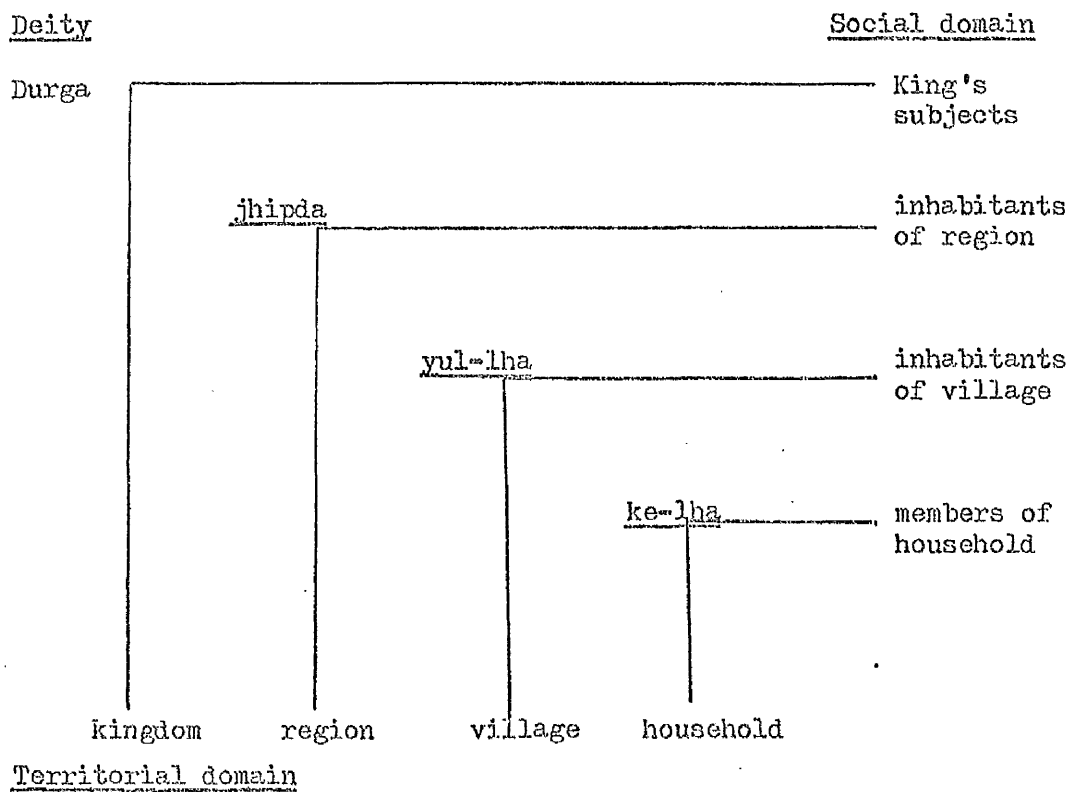 Deity Social domain
Durga King's
subjects
jhipda inhabitants
of region
yul-lha inhabitants
of village
ke-lha members of
household
kingdom region village household
Territorial domain